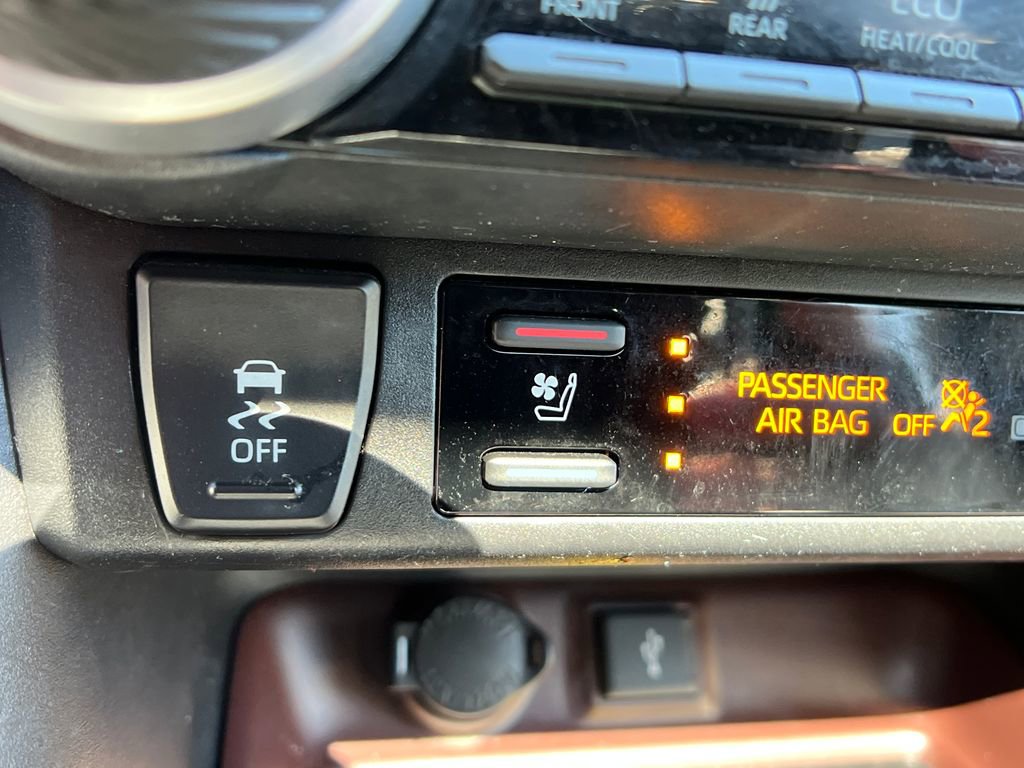 FRONT
REAR
ECO
HEAT/COOL
OFF
PASSENGER
AIR BAG OFF 2